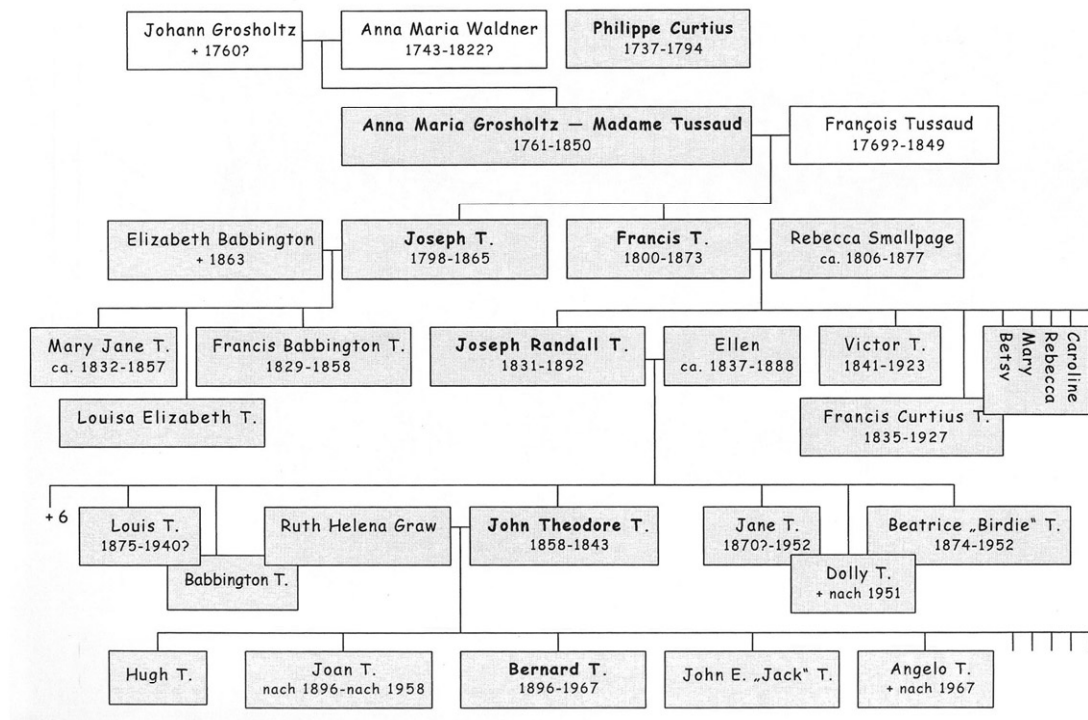 Johann Grosholtz
+ 1760?
Anna Maria Waldner
1743-1822?
Philippe Curtius
1737-1794
Anna Maria Grosholtz — Madame Tussaud
1761-1850
François Tussaud
1769?-1849
Elizabeth Babbington
+ 1863
Joseph T.
1798-1865
Francis T.
1800-1873
Rebecca Smallpage
ca. 1806-1877
Mary Jane T.
ca. 1832-1857
Francis Babbington T.
1829-1858
Joseph Randall T.
1831-1892
Ellen
ca. 1837-1888
Victor T.
1841-1923
Betsy
Mary
Rebecca
Caroline
Louisa Elizabeth T.
Francis Curtius T.
1835-1927
+ 6
Louis T.
1875-1940?
Ruth Helena Graw
John Theodore T.
1858-1843
Jane T.
1870?-1952
Beatrice „Birdie“ T.
1874-1952
Babbington T.
Dolly T.
+ nach 1951
Hugh T.
Joan T.
nach 1896-nach 1958
Bernard T.
1896-1967
John E. „Jack“ T.
Angelo T.
+ nach 1967